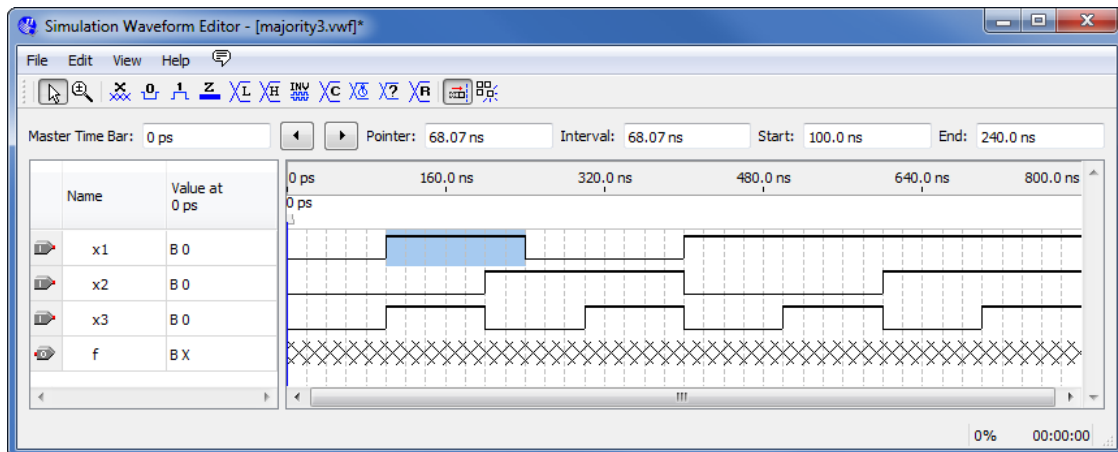 Simulation Waveform Editor - [majority3.vwf]*
File Edit View Help
X 0 1 Z L H INV C ? R
Master Time Bar: 0 ps Pointer: 68.07 ns Interval: 68.07 ns Start: 100.0 ns End: 240.0 ns
Name Value at 0 ps
0 ps 160.0 ns 320.0 ns 480.0 ns 640.0 ns 800.0 ns
0 ps
x1 B 0
x2 B 0
x3 B 0
f B X
0% 00:00:00